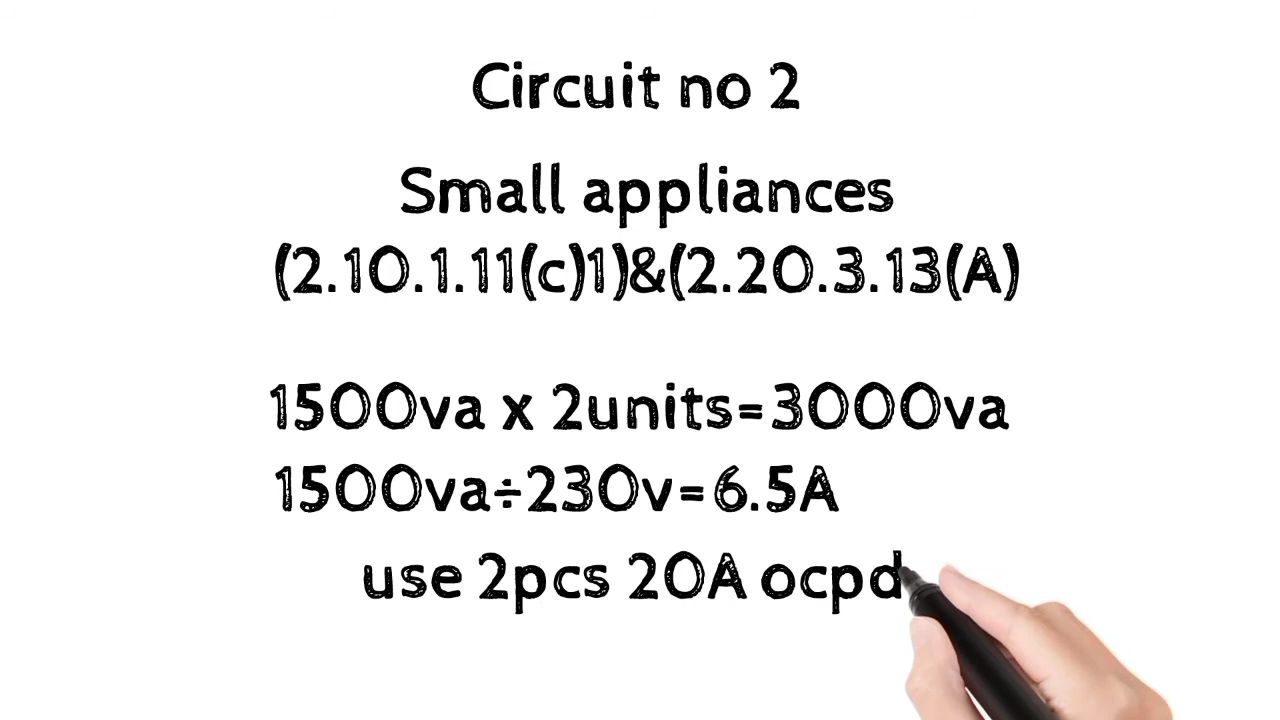 Circuit no 2
Small appliances
(2.10.1.11(c)1)&(2.20.3.13(A)
1500va x 2units=3000va
1500va÷230v=6.5A
use 2pcs 20A ocpd